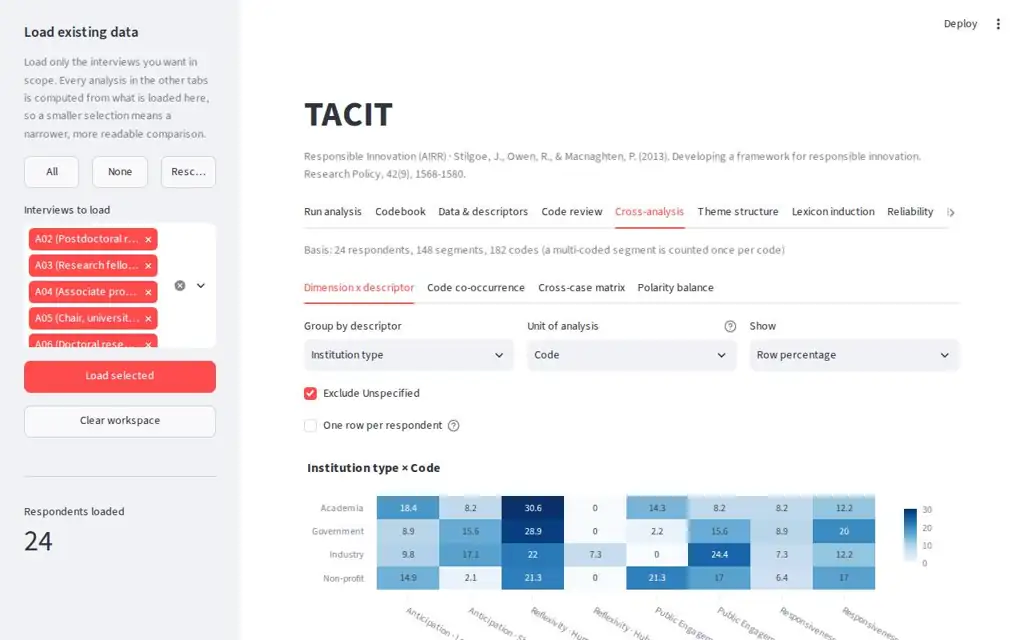 Load existing data
Load only the interviews you want in
scope. Every analysis in the other tabs
is computed from what is loaded here,
so a smaller selection means a
narrower, more readable comparison.
All
None
Resc...
Interviews to load
A02 (Postdoctoral r... ×
A03 (Research fello... ×
A04 (Associate pro... ×
A05 (Chair, universit... ×
A06 (Doctoral rese... ×
Load selected
Clear workspace
Respondents loaded
24
Deploy
TACIT
Responsible Innovation (AIRR) · Stilgoe, J., Owen, R., & Macnaghten, P. (2013). Developing a framework for responsible innovation.
Research Policy, 42(9), 1568-1580.
Run analysis Codebook Data & descriptors Code review Cross-analysis Theme structure Lexicon induction Reliability
Basis: 24 respondents, 148 segments, 182 codes (a multi-coded segment is counted once per code)
Dimension x descriptor Code co-occurrence Cross-case matrix Polarity balance
Group by descriptor Unit of analysis Show
Institution type Code Row percentage
Exclude Unspecified
One row per respondent
Institution type × Code
Academia 18.4 8.2 30.6 0 14.3 8.2 8.2 12.2
Government 8.9 15.6 28.9 0 2.2 15.6 8.9 20
Industry 9.8 17.1 22 7.3 0 24.4 7.3 12.2
Non-profit 14.9 2.1 21.3 0 21.3 17 6.4 17
30
20
10
0
Anticipation · Anticipation · Reflexivity · Reflexivity · Public Public Responsiveness Responsiveness